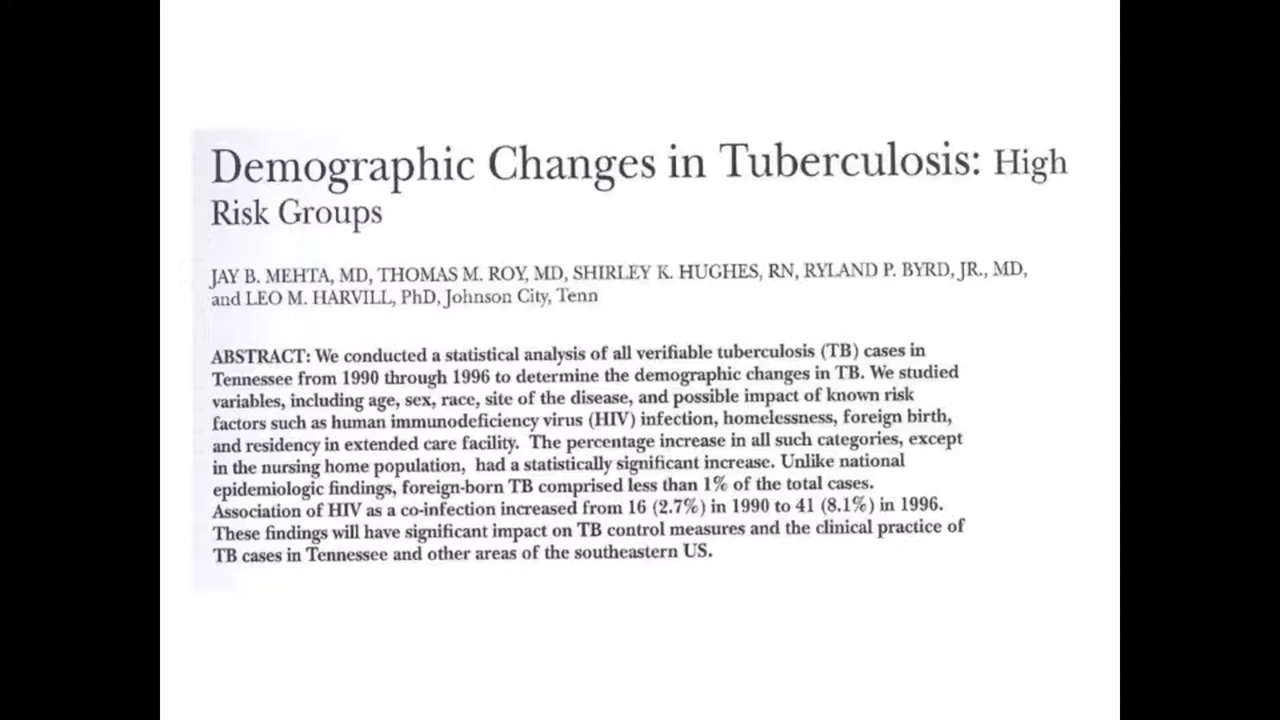 Demographic Changes in Tuberculosis: High
Risk Groups
JAY B. MEHTA, MD, THOMAS M. ROY, MD, SHIRLEY K. HUGHES, RN, RYLAND P. BYRD, JR., MD,
and LEO M. HARVILL, PhD, Johnson City, Tenn
ABSTRACT: We conducted a statistical analysis of all verifiable tuberculosis (TB) cases in
Tennessee from 1990 through 1996 to determine the demographic changes in TB. We studied
variables, including age, sex, race, site of the disease, and possible impact of known risk
factors such as human immunodeficiency virus (HIV) infection, homelessness, foreign birth,
and residency in extended care facility. The percentage increase in all such categories, except
in the nursing home population, had a statistically significant increase. Unlike national
epidemiologic findings, foreign-born TB comprised less than 1% of the total cases.
Association of HIV as a co-infection increased from 16 (2.7%) in 1990 to 41 (8.1%) in 1996.
These findings will have significant impact on TB control measures and the clinical practice of
TB cases in Tennessee and other areas of the southeastern US.